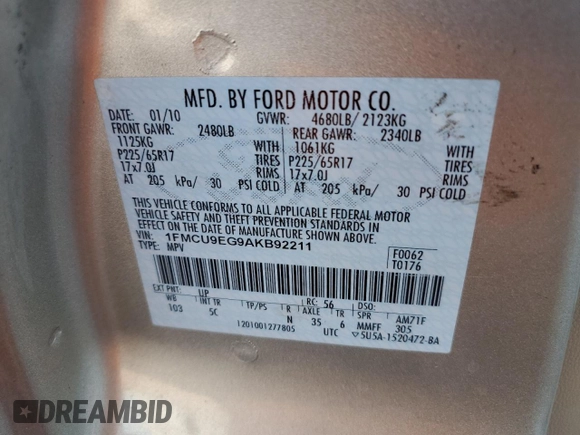 MFD. BY FORD MOTOR CO.
DATE: 01/10 GVWR: 4680LB/ 2123KG
FRONT GAWR: 2480LB REAR GAWR: 2340LB
1125KG WITH 1061KG WITH
P225/65R17 TIRES P225/65R17 TIRES
17x7.0J RIMS 17x7.0J RIMS
AT 205 kPa/ 30 PSI COLD AT 205 kPa/ 30 PSI COLD
THIS VEHICLE CONFORMS TO ALL APPLICABLE FEDERAL MOTOR
VEHICLE SAFETY AND THEFT PREVENTION STANDARDS IN
EFFECT ON THE DATE OF MANUFACTURE SHOWN ABOVE.
VIN: 1FMCU9EG9AKB92211
TYPE: MPV
F0062
T0176
EXT PNT: UP RC: 56 DSO:
WB INT TR TP/PS R AXLE TR SPR AM71F
103 5C N 35 6 MMFF 305
1201001277805 UTC 5U5A-1520472-BA
DREAMBID